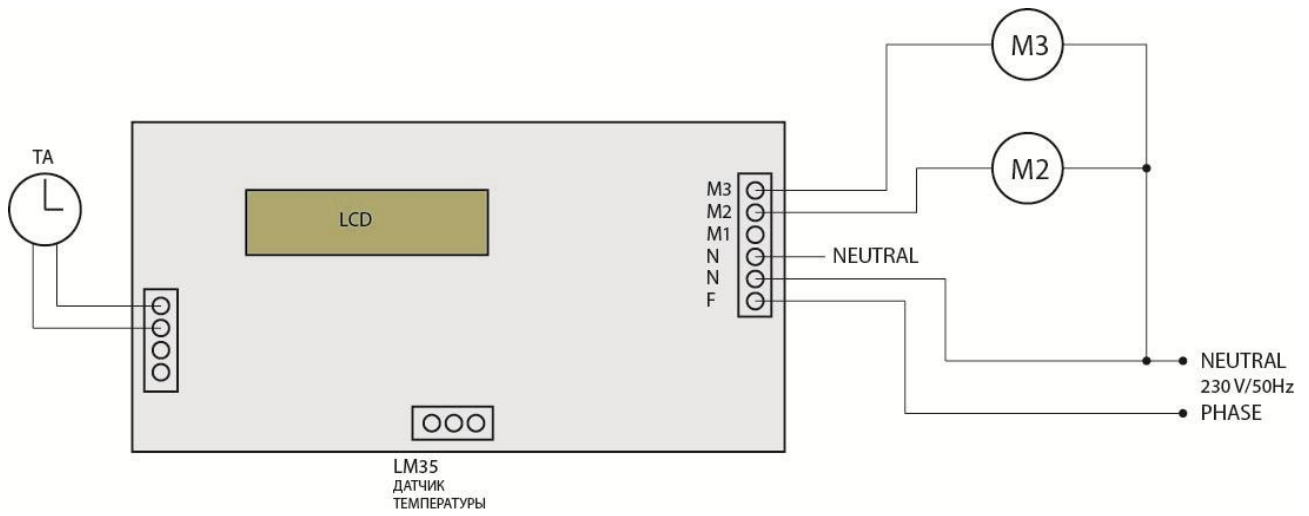 M3
M2
TA
LCD
M3
M2
M1
N
N
F
NEUTRAL
NEUTRAL
230 V/50Hz
PHASE
LM35
ДАТЧИК
ТЕМПЕРАТУРЫ